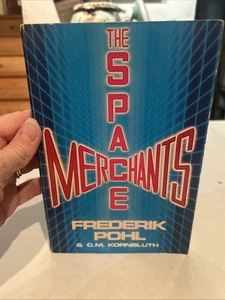 THE
SPACE
MERCHANTS
FREDERIK
POHL
& C.M. KORNBLUTH